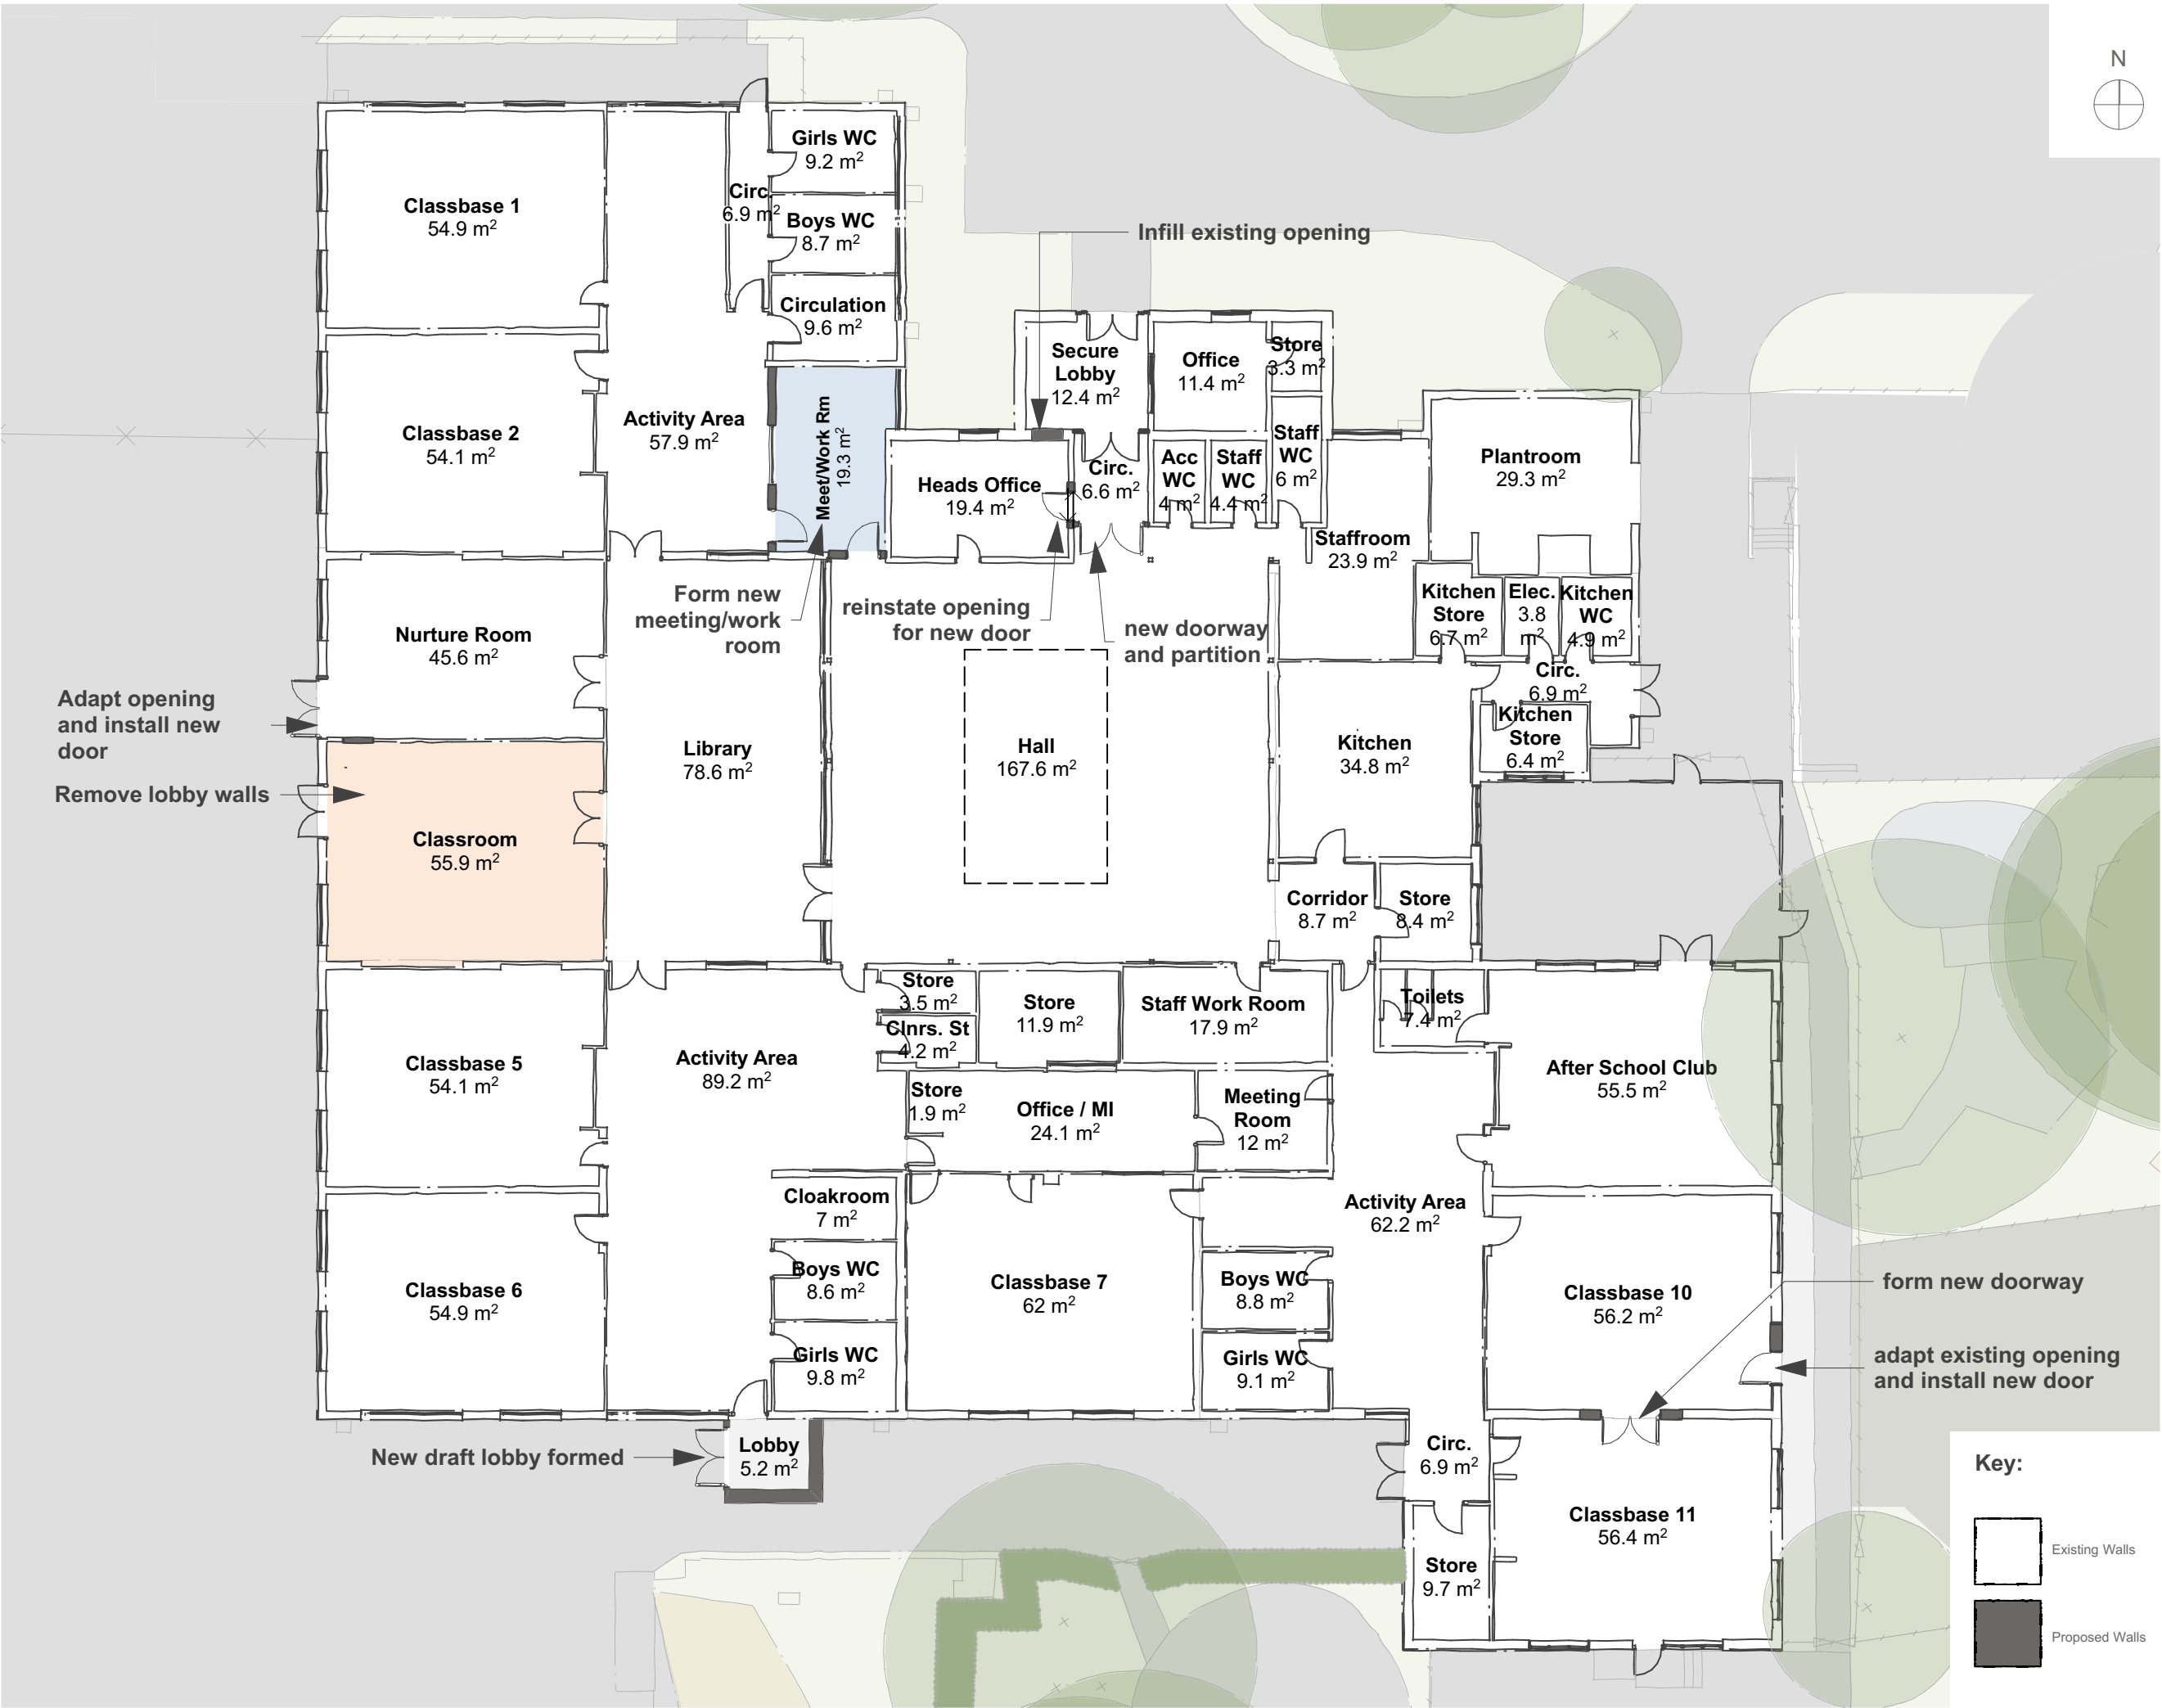 N
Girls WC
9.2 m²
Classbase 1
54.9 m²
Circ.
6.9 m²
Boys WC
8.7 m²
Infill existing opening
Circulation
9.6 m²
Secure
Lobby
12.4 m²
Office
11.4 m²
Store
3.3 m²
Classbase 2
54.1 m²
Activity Area
57.9 m²
Meet/Work Rm
19.3 m²
Heads Office
19.4 m²
Circ.
6.6 m²
Acc
WC
4 m²
Staff
WC
4.4 m²
Staff
WC
6 m²
Plantroom
29.3 m²
Staffroom
23.9 m²
Form new
meeting/work
room
reinstate opening
for new door
new doorway
and partition
Kitchen
Store
6.7 m²
Elec.
3.8
m²
Kitchen
WC
4.9 m²
Nurture Room
45.6 m²
Circ.
6.9 m²
Adapt opening
and install new
door
Kitchen
Store
6.4 m²
Library
78.6 m²
Hall
167.6 m²
Kitchen
34.8 m²
Remove lobby walls
Classroom
55.9 m²
Corridor
8.7 m²
Store
8.4 m²
Store
3.5 m²
Clnrs. St
4.2 m²
Store
11.9 m²
Staff Work Room
17.9 m²
Toilets
7.4 m²
Classbase 5
54.1 m²
Activity Area
89.2 m²
After School Club
55.5 m²
Store
1.9 m²
Office / MI
24.1 m²
Meeting
Room
12 m²
Cloakroom
7 m²
Activity Area
62.2 m²
Classbase 6
54.9 m²
Boys WC
8.6 m²
Classbase 7
62 m²
Boys WC
8.8 m²
Classbase 10
56.2 m²
form new doorway
Girls WC
9.8 m²
Girls WC
9.1 m²
adapt existing opening
and install new door
New draft lobby formed
Lobby
5.2 m²
Circ.
6.9 m²
Classbase 11
56.4 m²
Store
9.7 m²
Key:
Existing Walls
Proposed Walls